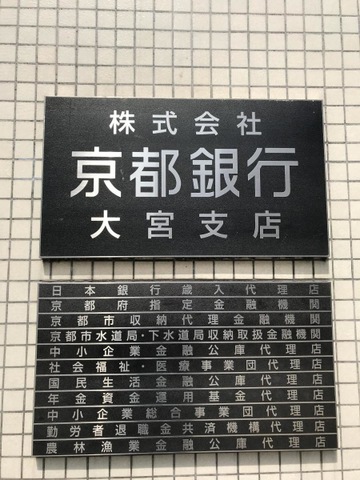 株式会社
京都銀行
大宮支店
日本銀行歳入代理店
京都府指定金融機関
京都市収納代理金融機関
京都市水道局・下水道局収納取扱金融機関
中小企業金融公庫代理店
社会福祉・医療事業団代理店
国民生活金融公庫代理店
年金資金運用基金代理店
中小企業総合事業団代理店
勤労者退職金共済機構代理店
農林漁業金融公庫代理店